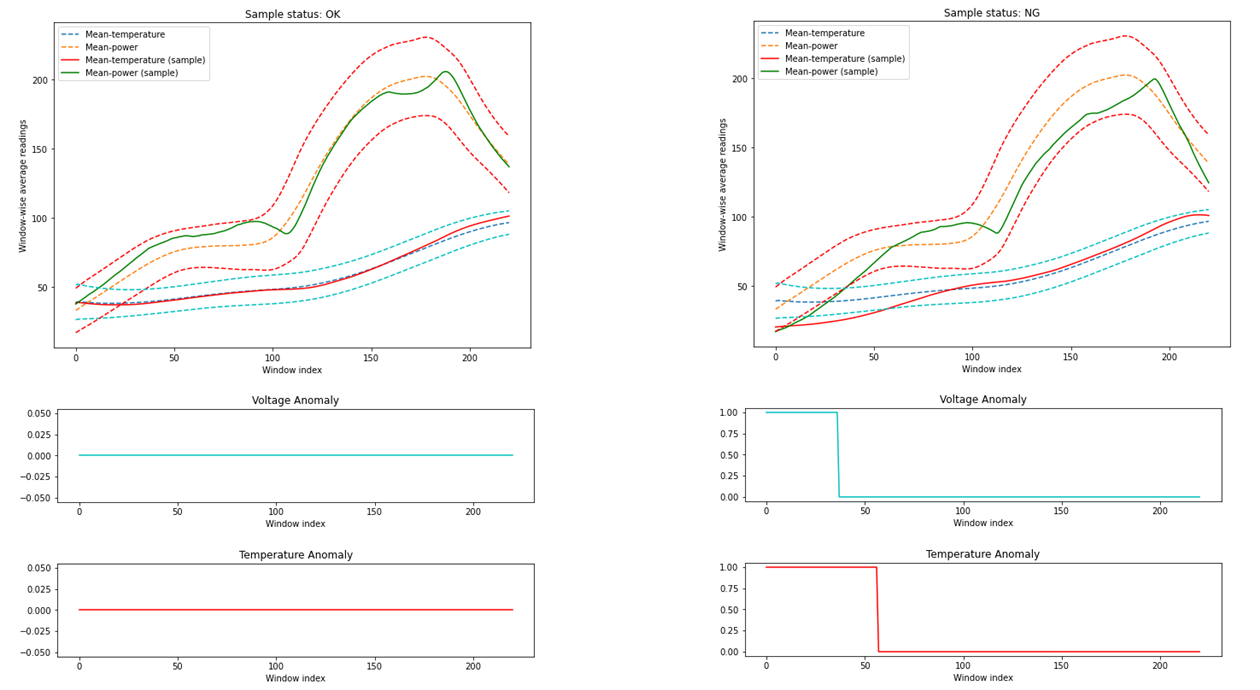 Sample status: OK
Mean-temperature
Mean-power
Mean-temperature (sample)
Mean-power (sample)
Window-wise average readings
200
150
100
50
0 50 100 150 200
Window index
Voltage Anomaly
0.050
0.025
0.000
−0.025
−0.050
0 50 100 150 200
Window index
Temperature Anomaly
0.050
0.025
0.000
−0.025
−0.050
0 50 100 150 200
Window index
Sample status: NG
Mean-temperature
Mean-power
Mean-temperature (sample)
Mean-power (sample)
Window-wise average readings
200
150
100
50
0 50 100 150 200
Window index
Voltage Anomaly
1.00
0.75
0.50
0.25
0.00
0 50 100 150 200
Window index
Temperature Anomaly
1.00
0.75
0.50
0.25
0.00
0 50 100 150 200
Window index